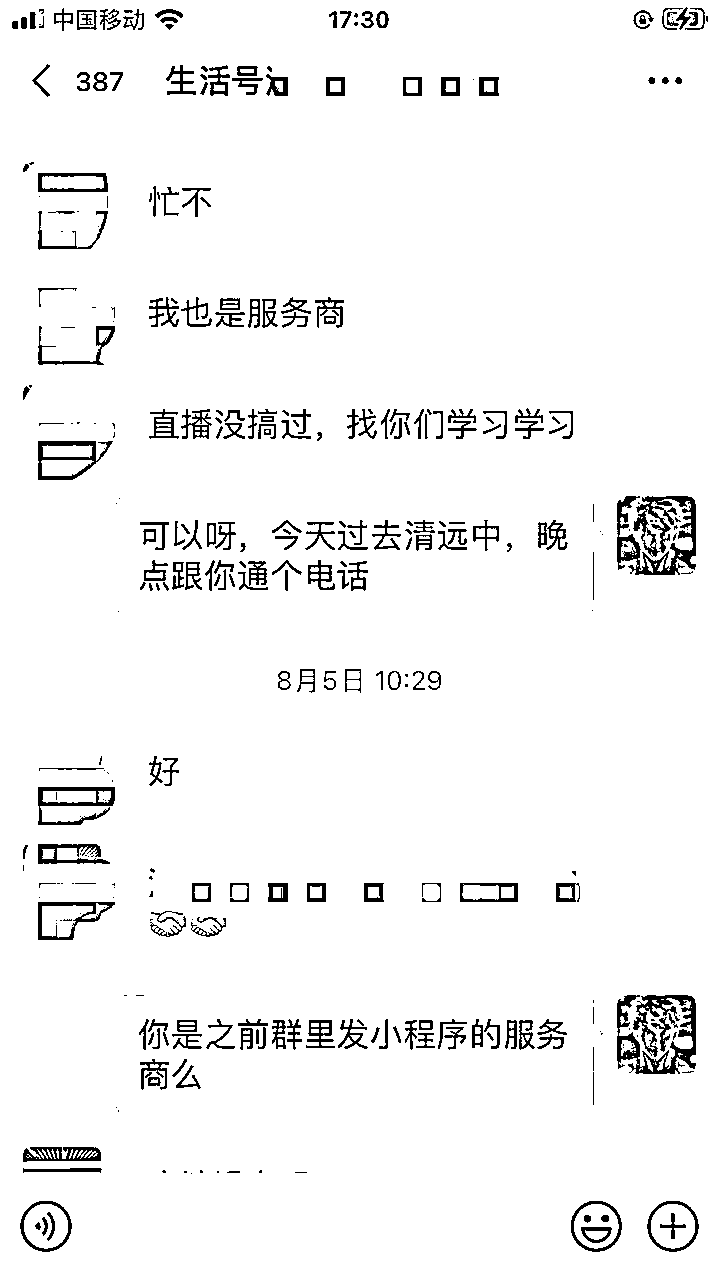 中国移动
17:30
387
生活号
忙不
我也是服务商
直播没搞过，找你们学习学习
可以呀，今天过去清远中，晚
点跟你通个电话
8月5日 10:29
好
你是之前群里发小程序的服务
商么